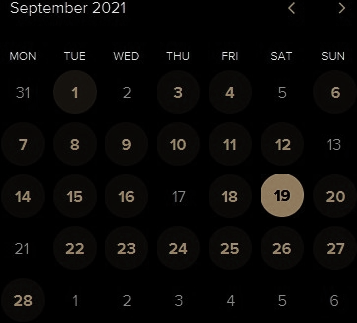 September 2021 < >
MON TUE WED THU FRI SAT SUN
31 1 2 3 4 5 6
7 8 9 10 11 12 13
14 15 16 17 18 19 20
21 22 23 24 25 26 27
28 1 2 3 4 5 6